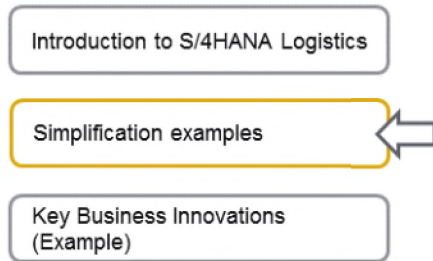 Introduction to S/4HANA Logistics
Simplification examples
Key Business Innovations
(Example)